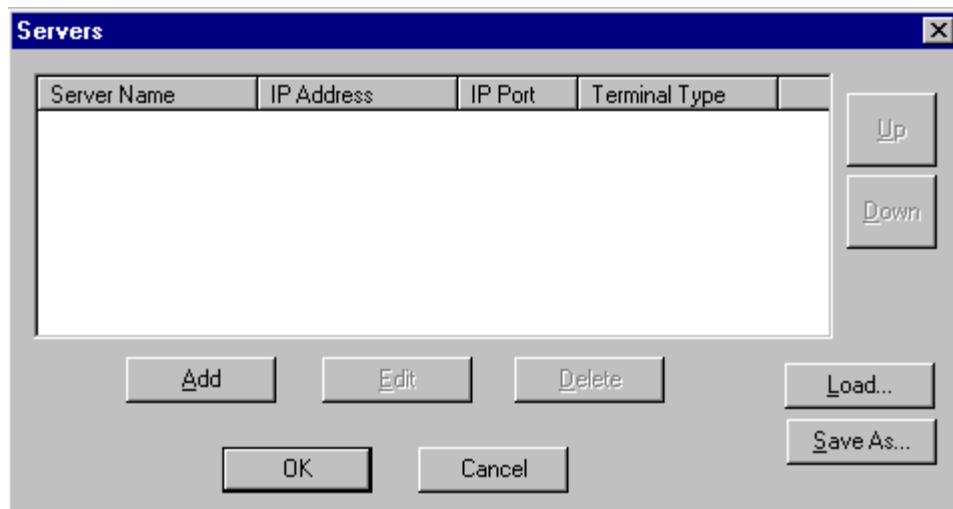 Servers
Server Name IP Address IP Port Terminal Type
Up
Down
Add Edit Delete
Load...
Save As...
OK Cancel